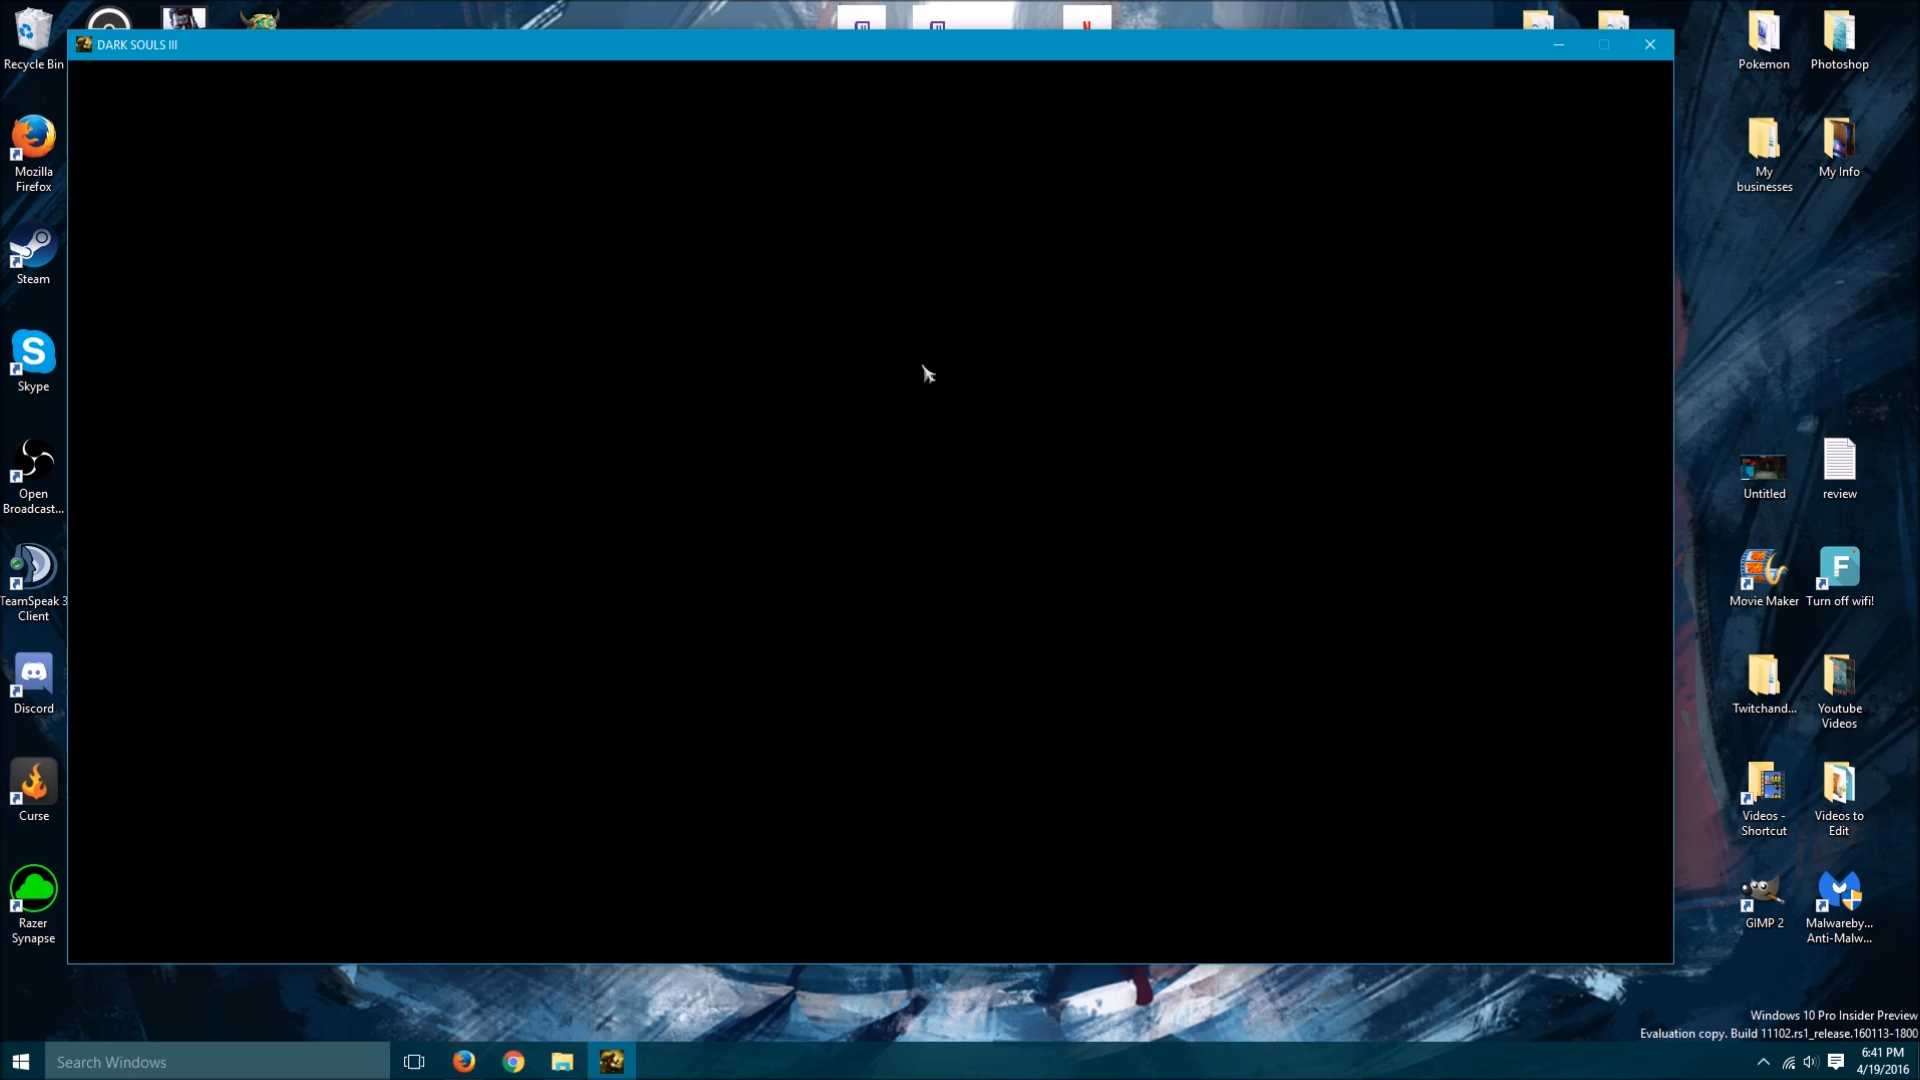 DARK SOULS III
Recycle Bin
Mozilla
Firefox
Steam
Skype
Open
Broadcast...
TeamSpeak 3
Client
Discord
Curse
Razer
Synapse
Pokemon
Photoshop
My
businesses
My Info
Untitled
review
Movie Maker
Turn off wifi!
Twitchand...
Youtube
Videos
Videos -
Shortcut
Videos to
Edit
GIMP 2
Malwareby...
Anti-Malw...
Windows 10 Pro Insider Preview
Evaluation copy. Build 11102.rs1_release.160113-1800
Search Windows
6:41 PM
4/19/2016